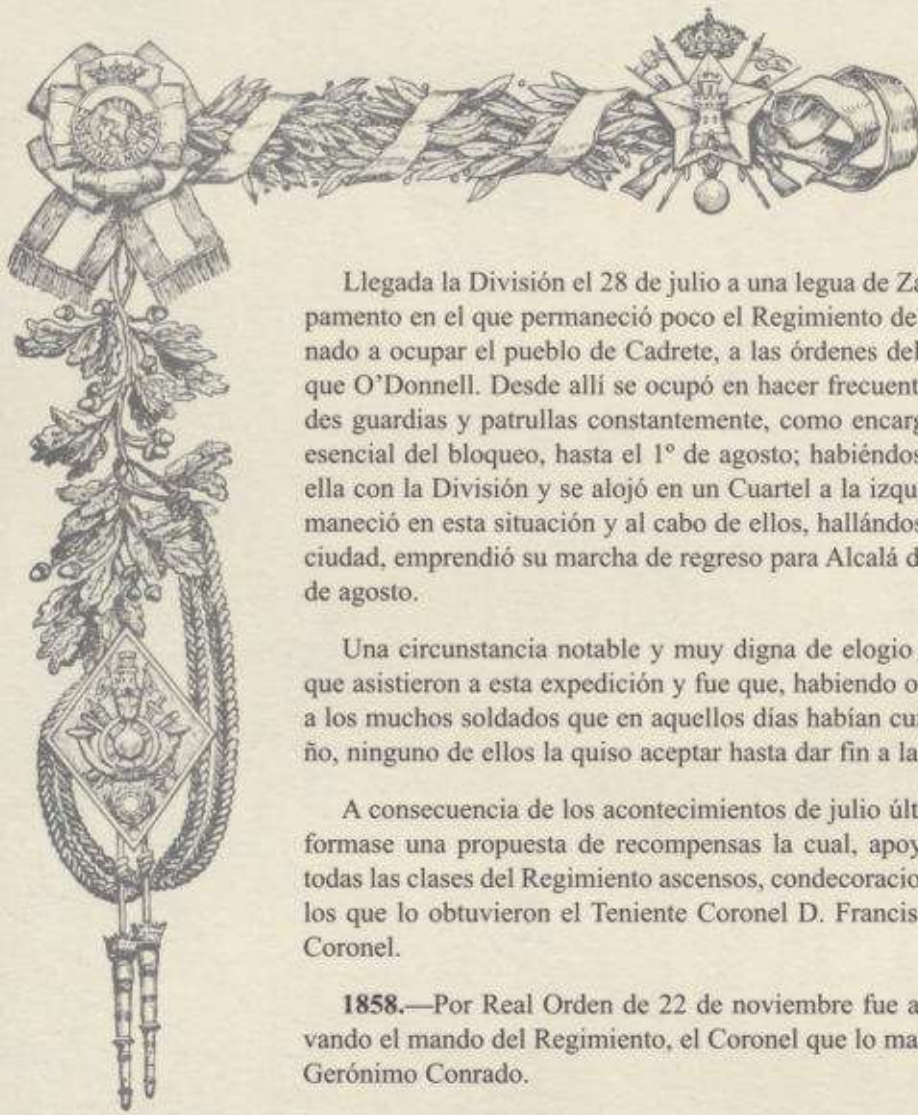 Llegada la División el 28 de julio a una legua de Za
pamento en el que permaneció poco el Regimiento de
nado a ocupar el pueblo de Cadrete, a las órdenes del
que O’Donnell. Desde allí se ocupó en hacer frecuent
des guardias y patrullas constantemente, como encarg
esencial del bloqueo, hasta el 1º de agosto; habiéndos
ella con la División y se alojó en un Cuartel a la izqu
maneció en esta situación y al cabo de ellos, hallándos
ciudad, emprendió su marcha de regreso para Alcalá d
de agosto.
Una circunstancia notable y muy digna de elogio
que asistieron a esta expedición y fue que, habiendo o
a los muchos soldados que en aquellos días habían cu
ño, ninguno de ellos la quiso aceptar hasta dar fin a la
A consecuencia de los acontecimientos de julio últ
formase una propuesta de recompensas la cual, apoy
todas las clases del Regimiento ascensos, condecoracio
los que lo obtuvieron el Teniente Coronel D. Francis
Coronel.
1858.—Por Real Orden de 22 de noviembre fue a
vando el mando del Regimiento, el Coronel que lo ma
Gerónimo Conrado.